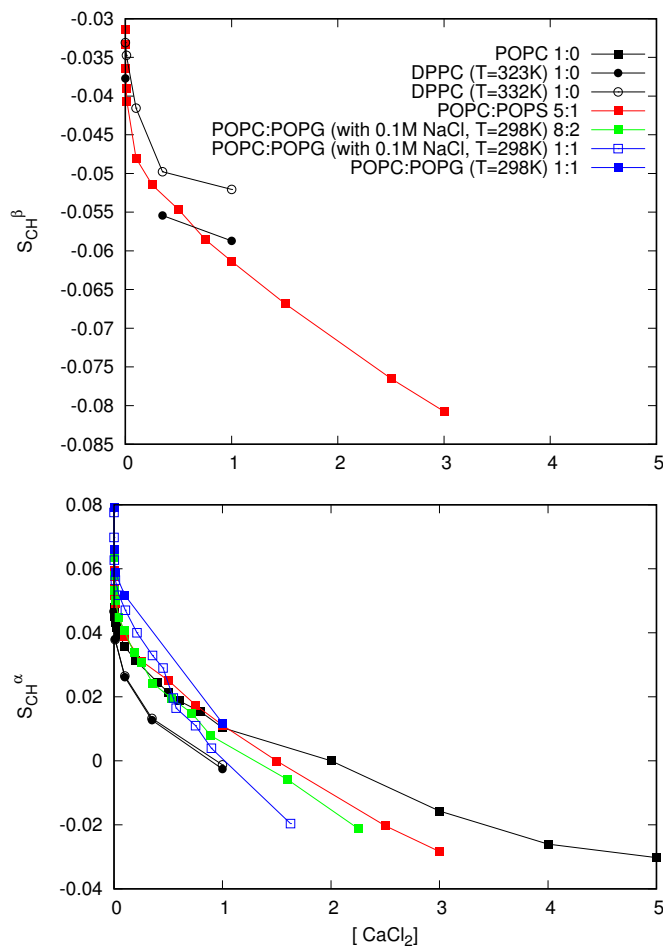 -0.03
-0.035
-0.04
-0.045
-0.05
-0.055
-0.06
-0.065
-0.07
-0.075
-0.08
-0.085
S_CH^β
POPC 1:0
DPPC (T=323K) 1:0
DPPC (T=332K) 1:0
POPC:POPS 5:1
POPC:POPG (with 0.1M NaCl, T=298K) 8:2
POPC:POPG (with 0.1M NaCl, T=298K) 1:1
POPC:POPG (T=298K) 1:1
0 1 2 3 4 5
0.08
0.06
0.04
0.02
0
-0.02
-0.04
S_CH^α
0 1 2 3 4 5
[ CaCl₂]